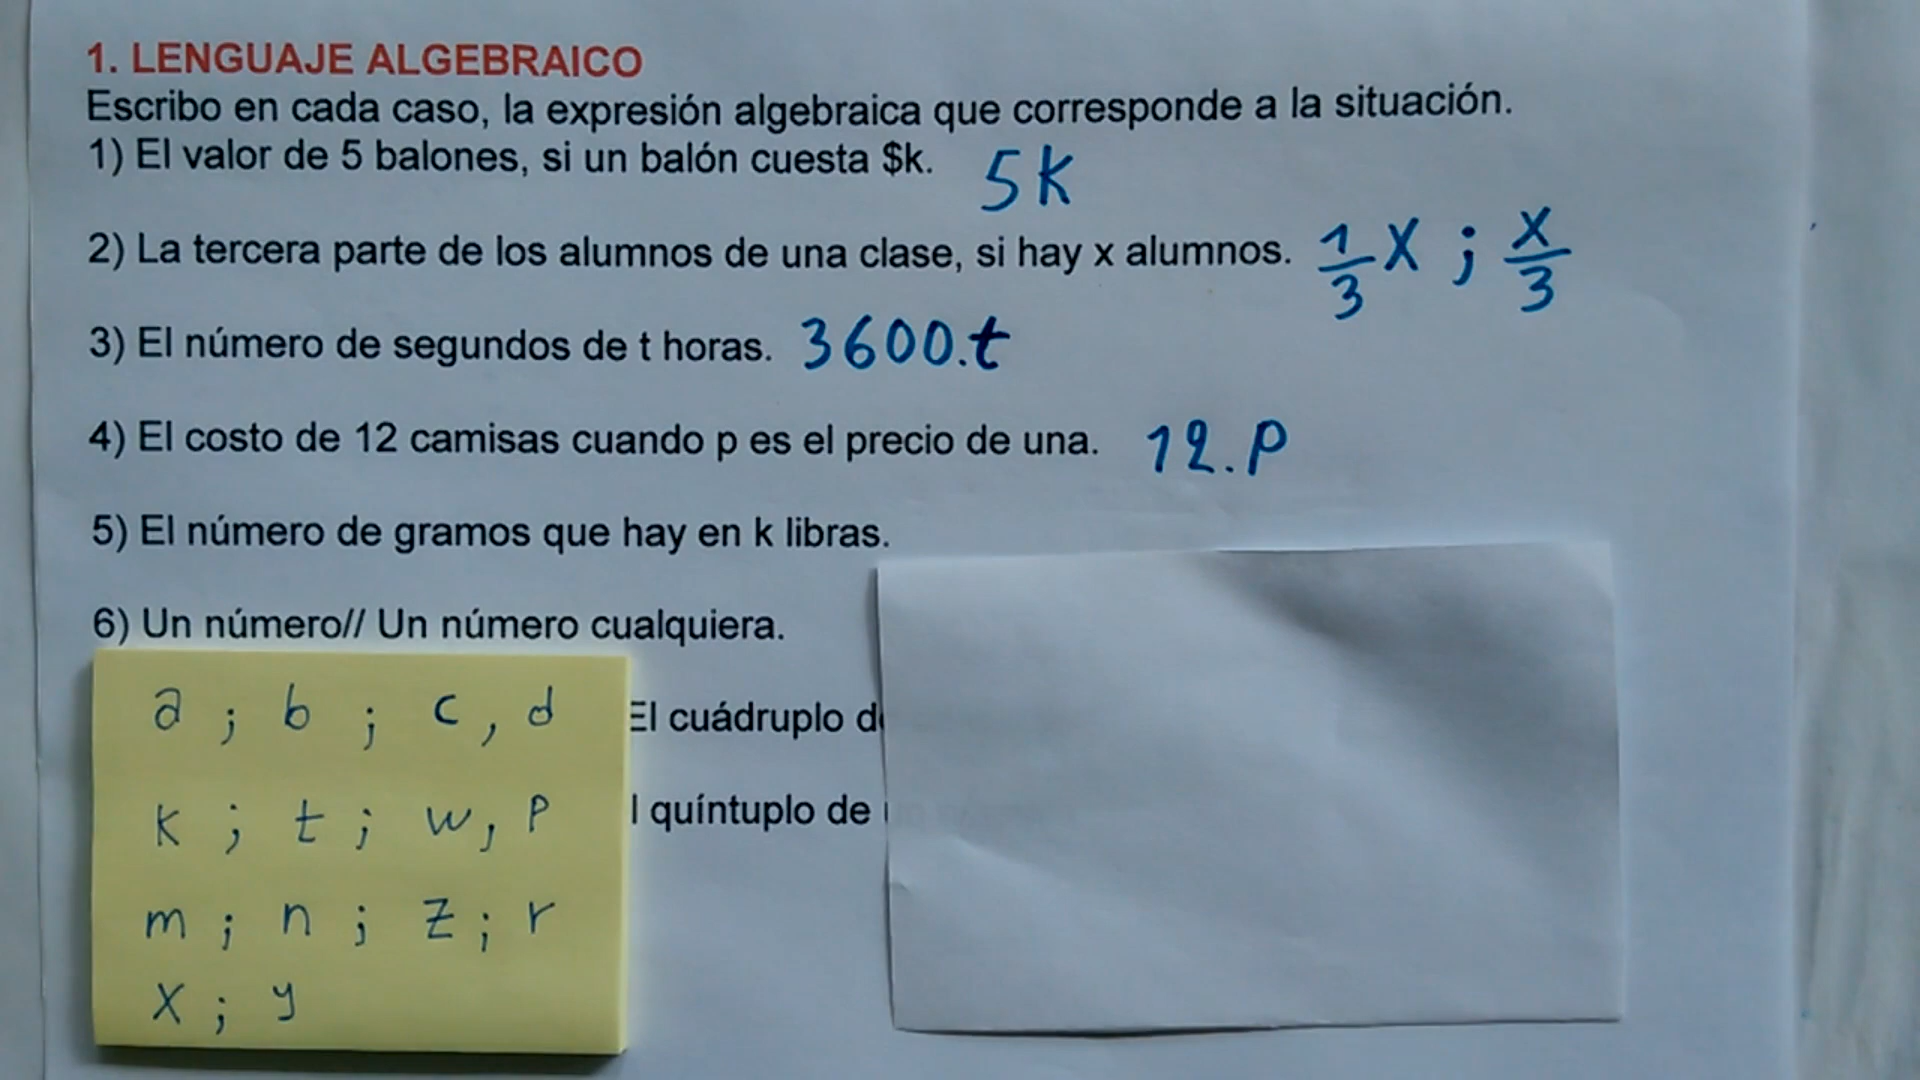 1. LENGUAJE ALGEBRAICO
Escribo en cada caso, la expresión algebraica que corresponde a la situación.
1) El valor de 5 balones, si un balón cuesta $k. 5K
2) La tercera parte de los alumnos de una clase, si hay x alumnos. 1/3 X ; X/3
3) El número de segundos de t horas. 3600.t
4) El costo de 12 camisas cuando p es el precio de una. 12.P
5) El número de gramos que hay en k libras.
6) Un número// Un número cualquiera.
a ; b ; c , d
El cuádruplo
K ; t ; w , P
quíntuplo de
m ; n ; z ; r
X ; y